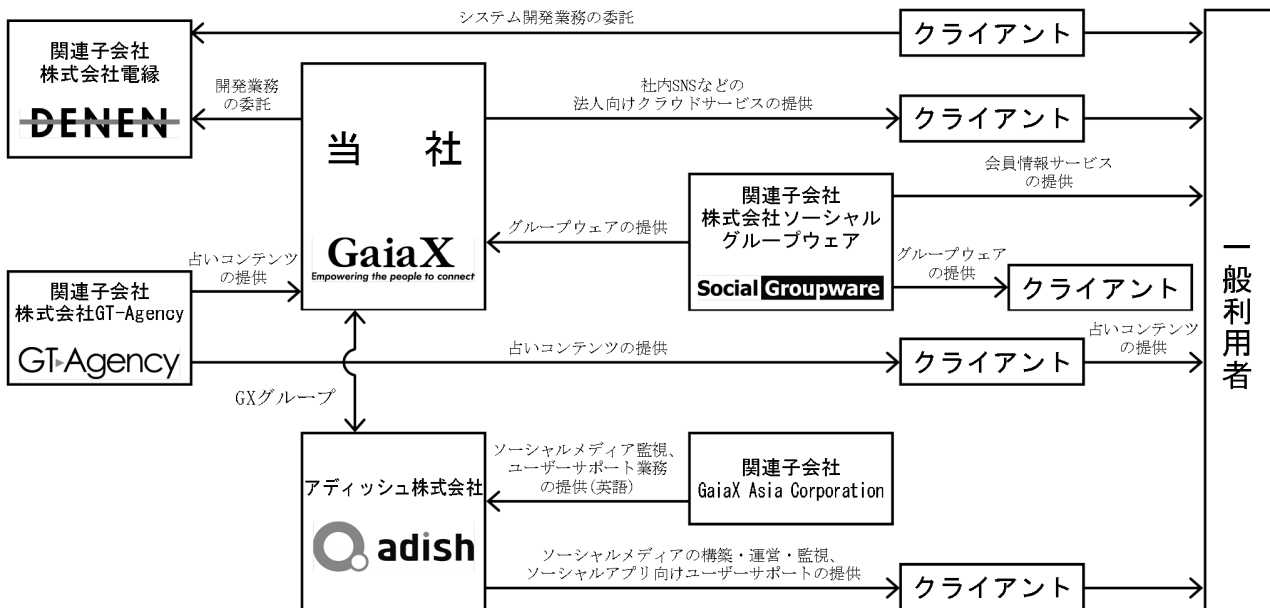 システム開発業務の委託
クライアント
関連子会社
株式会社電縁
DENEN
開発業務
の委託
当　社
GaiaX
Empowering the people to connect
社内SNSなどの
法人向けクラウドサービスの提供
クライアント
会員情報サービス
の提供
関連子会社
株式会社ソーシャル
グループウェア
Social Groupware
グループウェアの提供
グループウェア
の提供
クライアント
占いコンテンツ
の提供
関連子会社
株式会社GT-Agency
GT▶Agency
占いコンテンツの提供
クライアント
占いコンテンツ
の提供
一般利用者
GXグループ
アディッシュ株式会社
adish
ソーシャルメディア監視、
ユーザーサポート業務
の提供(英語)
関連子会社
GaiaX Asia Corporation
ソーシャルメディアの構築・運営・監視、
ソーシャルアプリ向けユーザーサポートの提供
クライアント